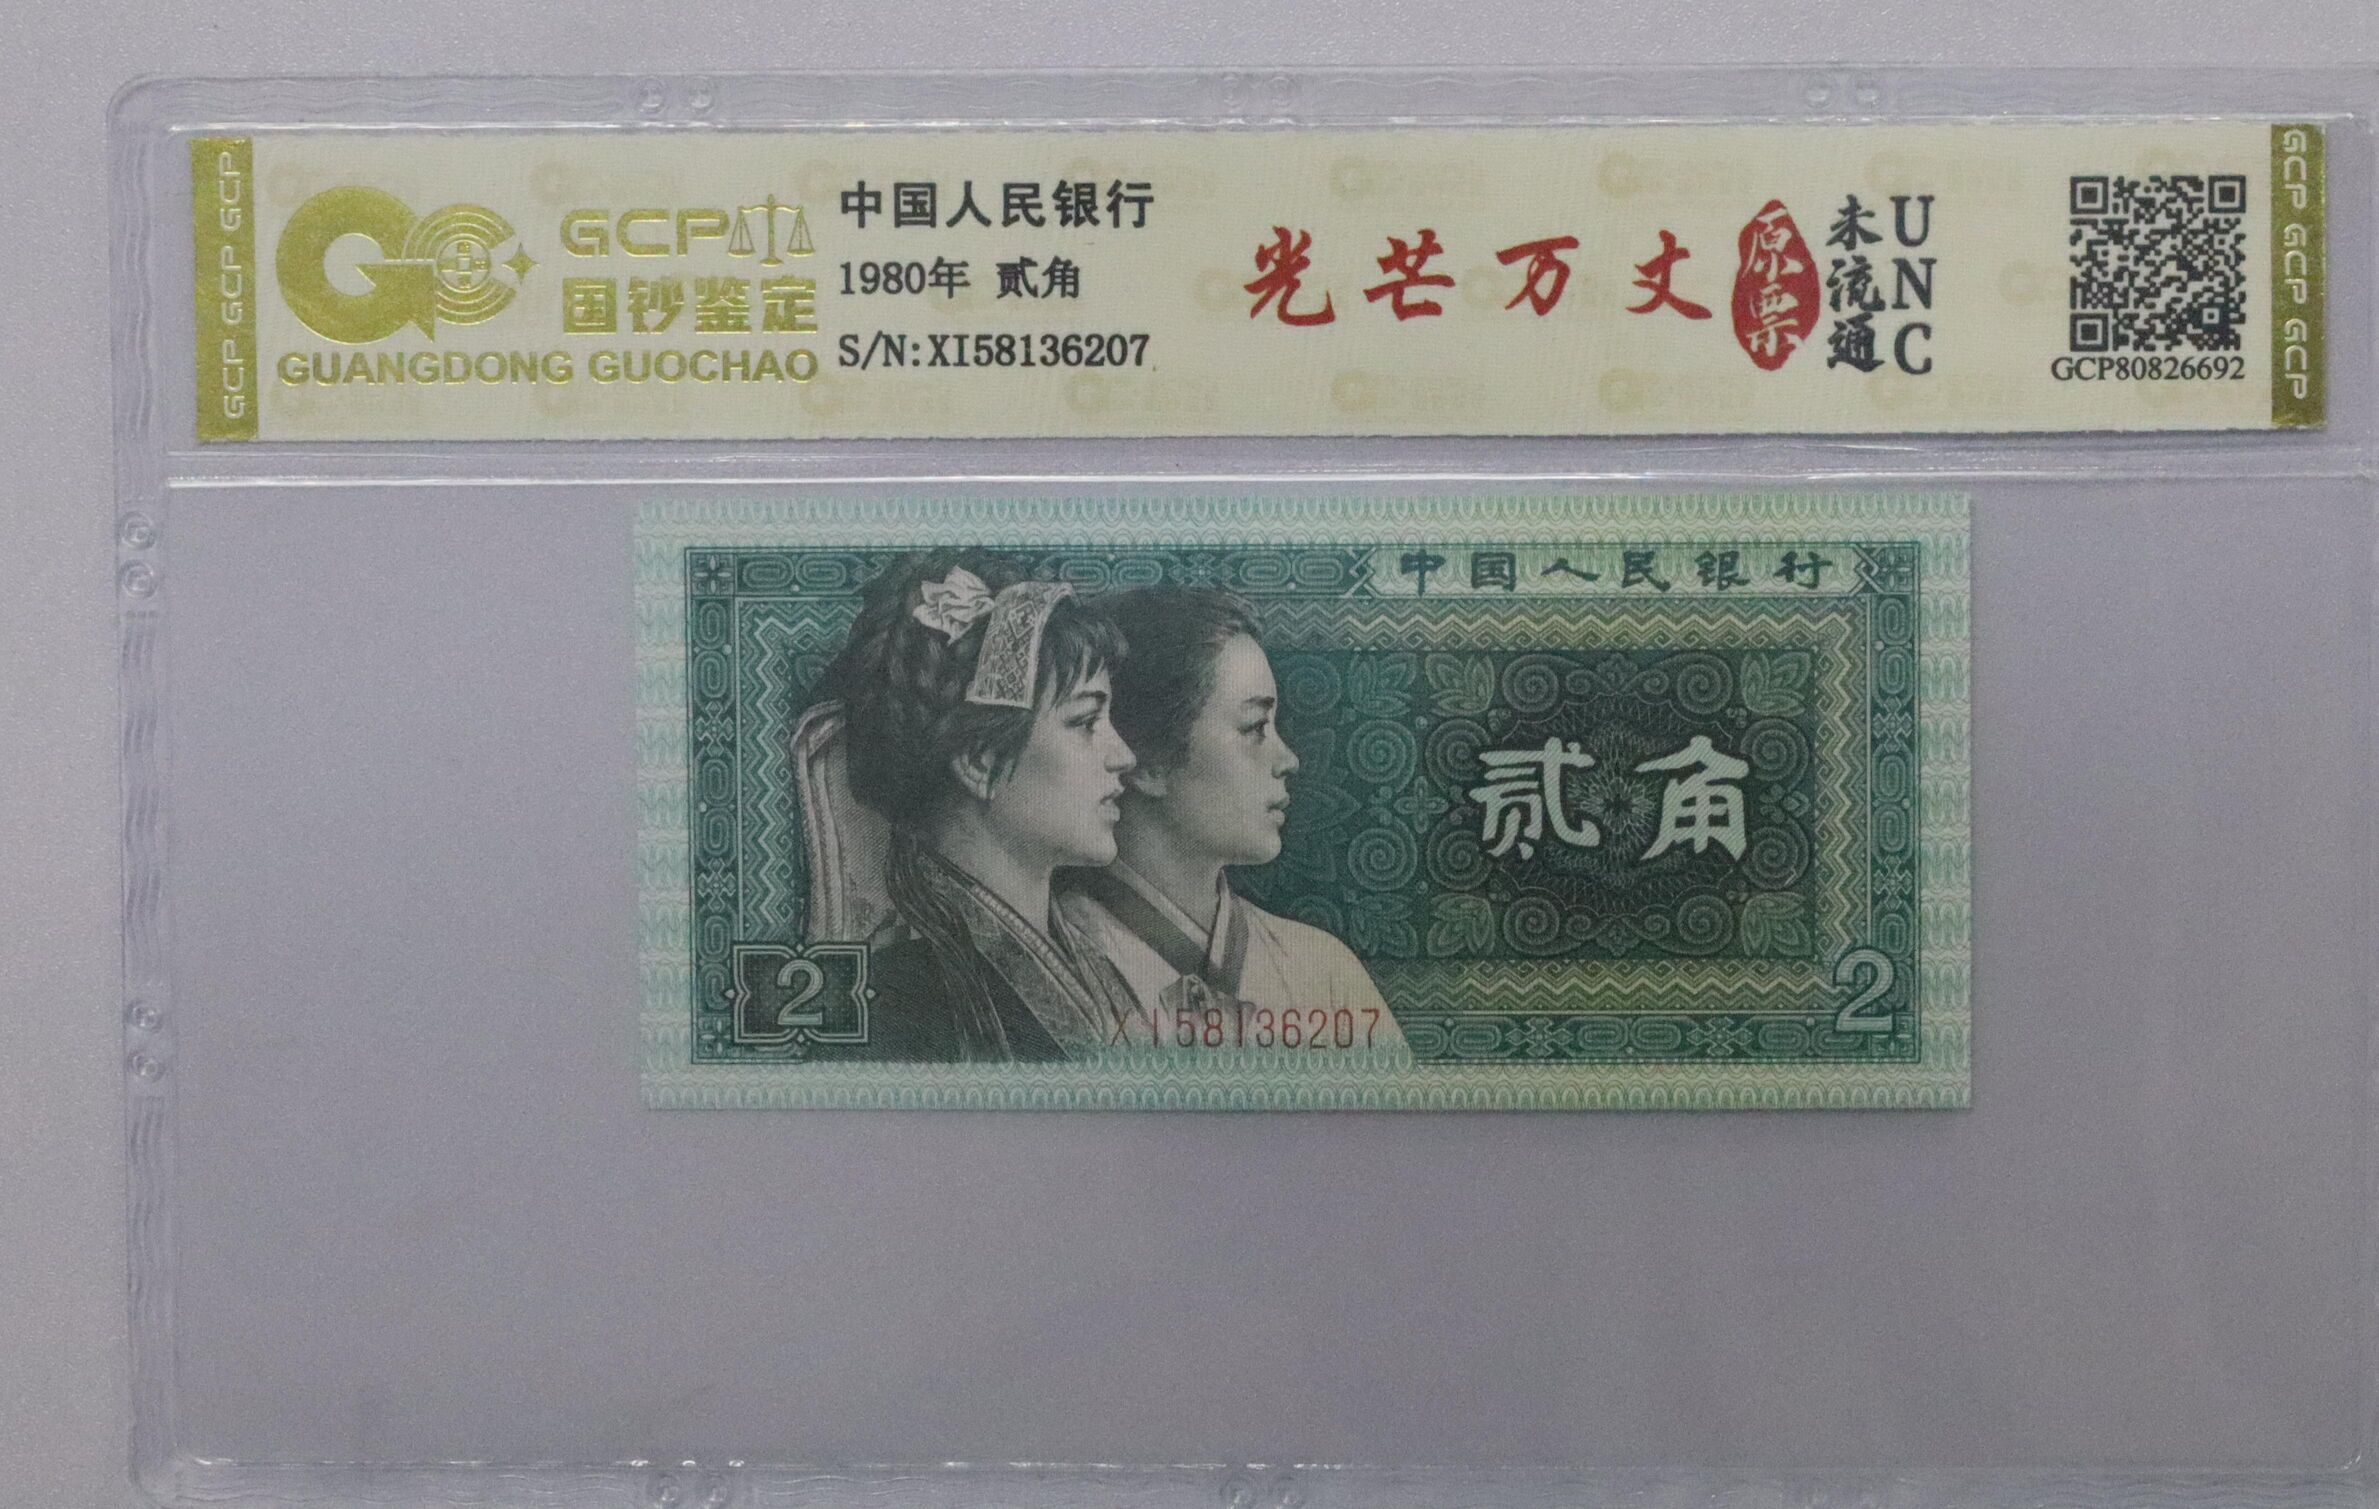 GCP GCP GCP
GCP
国钞鉴定
GUANGDONG GUOCHAO
中国人民银行
1980年 贰角
S/N:XI58136207
光芒万丈
原票
未流通
UNC
GCP80826692
GCP GCP GCP
中国人民银行
贰角
2
2
XI58136207